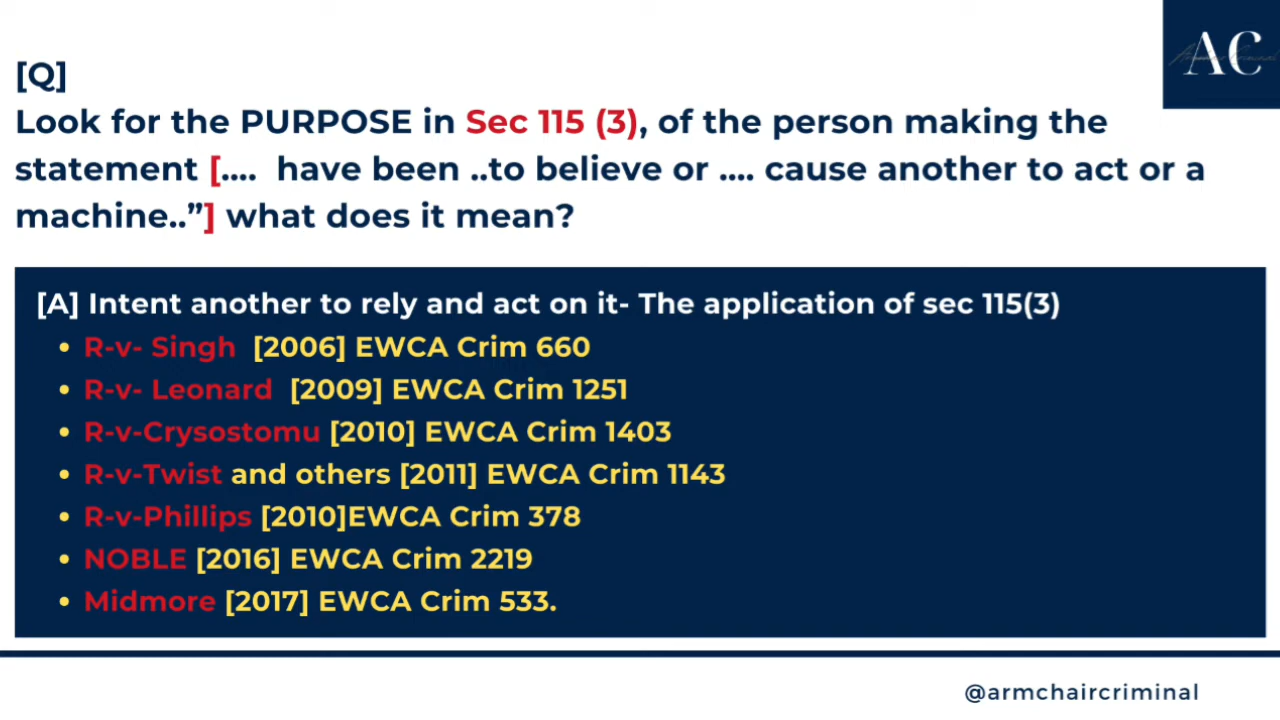 AC
[Q]
Look for the PURPOSE in Sec 115 (3), of the person making the
statement [.... have been ..to believe or .... cause another to act or a
machine..”] what does it mean?
[A] Intent another to rely and act on it- The application of sec 115(3)
• R-v- Singh [2006] EWCA Crim 660
• R-v- Leonard [2009] EWCA Crim 1251
• R-v-Crysostomu [2010] EWCA Crim 1403
• R-v-Twist and others [2011] EWCA Crim 1143
• R-v-Phillips [2010]EWCA Crim 378
• NOBLE [2016] EWCA Crim 2219
• Midmore [2017] EWCA Crim 533.
@armchaircriminal